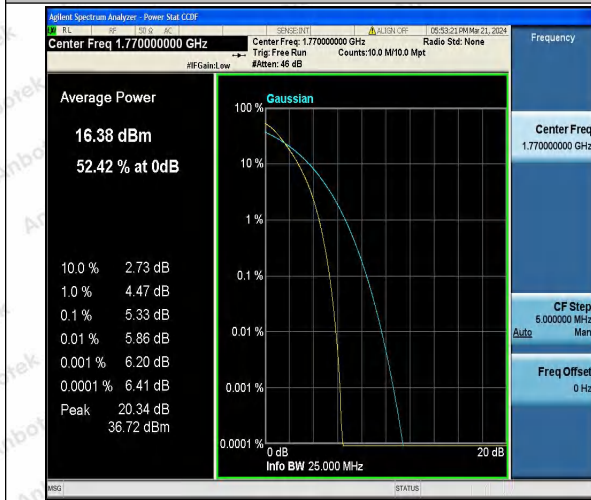 Agilent Spectrum Analyzer - Power Stat CCDF
RL RF 50 Ω AC SENSE:INT ALIGN OFF 05:53:21 PM Mar 21, 2024
Center Freq 1.770000000 GHz
Center Freq: 1.770000000 GHz Radio Std: None
Trig: Free Run Counts:10.0 M/10.0 Mpt
#IFGain:Low #Atten: 46 dB
Frequency
Average Power
16.38 dBm
52.42 % at 0dB
10.0 % 2.73 dB
1.0 % 4.47 dB
0.1 % 5.33 dB
0.01 % 5.86 dB
0.001 % 6.20 dB
0.0001 % 6.41 dB
Peak 20.34 dB
36.72 dBm
Gaussian
100 %
10 %
1 %
0.1 %
0.01 %
0.001 %
0.0001 %
0 dB 20 dB
Info BW 25.000 MHz
Center Freq
1.770000000 GHz
CF Step
5.000000 MHz
Auto Man
Freq Offset
0 Hz
MSG STATUS